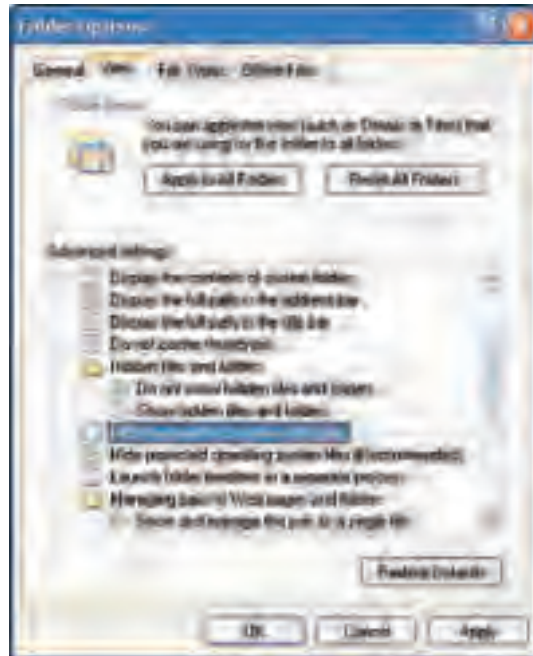 Folder Options
General View File Types Offline Files
Folder views
You can apply the view (such as Details or Tiles) that
you are using for this folder to all folders.
Apply to All Folders Reset All Folders
Advanced settings:
Display the contents of system folders
Display the full path in the address bar
Display the full path in the title bar
Do not cache thumbnails
Hidden files and folders
Do not show hidden files and folders
Show hidden files and folders
Hide protected operating system files (Recommended)
Launch folder windows in a separate process
Managing pairs of Web pages and folders
Show and manage the pair as a single file
Restore Defaults
OK Cancel Apply